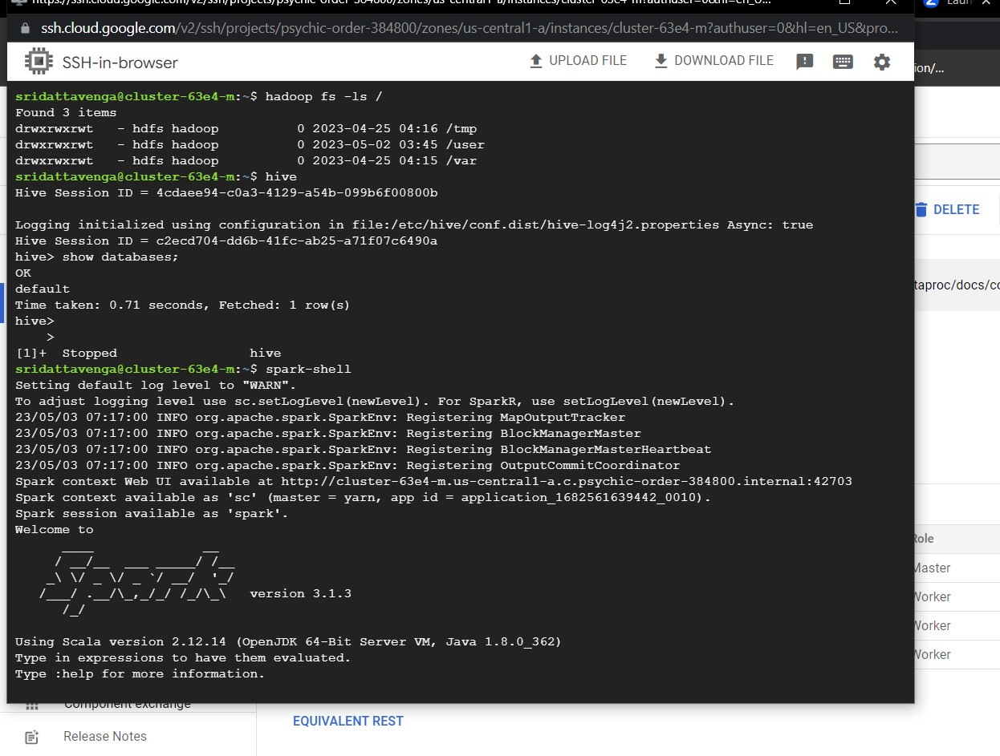 ssh.cloud.google.com/v2/ssh/projects/psychic-order-384800/zones/us-central1-a/instances/cluster-63e4-m?authuser=0&hl=en_US&pro...
SSH-in-browser
UPLOAD FILE
DOWNLOAD FILE
ion/...
sridattavenga@cluster-63e4-m:~$ hadoop fs -ls /
Found 3 items
drwxrwxrwt   - hdfs hadoop          0 2023-04-25 04:16 /tmp
drwxrwxrwt   - hdfs hadoop          0 2023-05-02 03:45 /user
drwxrwxrwt   - hdfs hadoop          0 2023-04-25 04:15 /var
sridattavenga@cluster-63e4-m:~$ hive
Hive Session ID = 4cdaee94-c0a3-4129-a54b-099b6f00800b
Logging initialized using configuration in file:/etc/hive/conf.dist/hive-log4j2.properties Async: true
Hive Session ID = c2ecd704-dd6b-41fc-ab25-a71f07c6490a
hive> show databases;
OK
default
Time taken: 0.71 seconds, Fetched: 1 row(s)
hive>
    >
[1]+  Stopped                 hive
sridattavenga@cluster-63e4-m:~$ spark-shell
Setting default log level to "WARN".
To adjust logging level use sc.setLogLevel(newLevel). For SparkR, use setLogLevel(newLevel).
23/05/03 07:17:00 INFO org.apache.spark.SparkEnv: Registering MapOutputTracker
23/05/03 07:17:00 INFO org.apache.spark.SparkEnv: Registering BlockManagerMaster
23/05/03 07:17:00 INFO org.apache.spark.SparkEnv: Registering BlockManagerMasterHeartbeat
23/05/03 07:17:00 INFO org.apache.spark.SparkEnv: Registering OutputCommitCoordinator
Spark context Web UI available at http://cluster-63e4-m.us-central1-a.c.psychic-order-384800.internal:42703
Spark context available as 'sc' (master = yarn, app id = application_1682561639442_0010).
Spark session available as 'spark'.
Welcome to
      ____              __
     / __/__  ___ _____/ /__
    _\ \/ _ \/ _ `/ __/  '_/
   /___/ .__/\_,_/_/ /_/\_\   version 3.1.3
      /_/
Using Scala version 2.12.14 (OpenJDK 64-Bit Server VM, Java 1.8.0_362)
Type in expressions to have them evaluated.
Type :help for more information.
DELETE
taproc/docs/co
Role
Master
Worker
Worker
Worker
Component exchange
Release Notes
EQUIVALENT REST